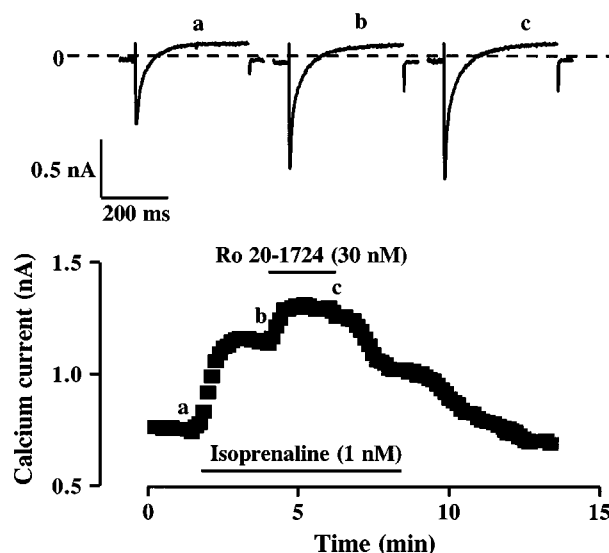 a b c
0
0.5 nA
200 ms
Ro 20-1724 (30 nM)
Calcium current (nA)
1.5
1.0
0.5
a
b
c
Isoprenaline (1 nM)
0 5 10 15
Time (min)